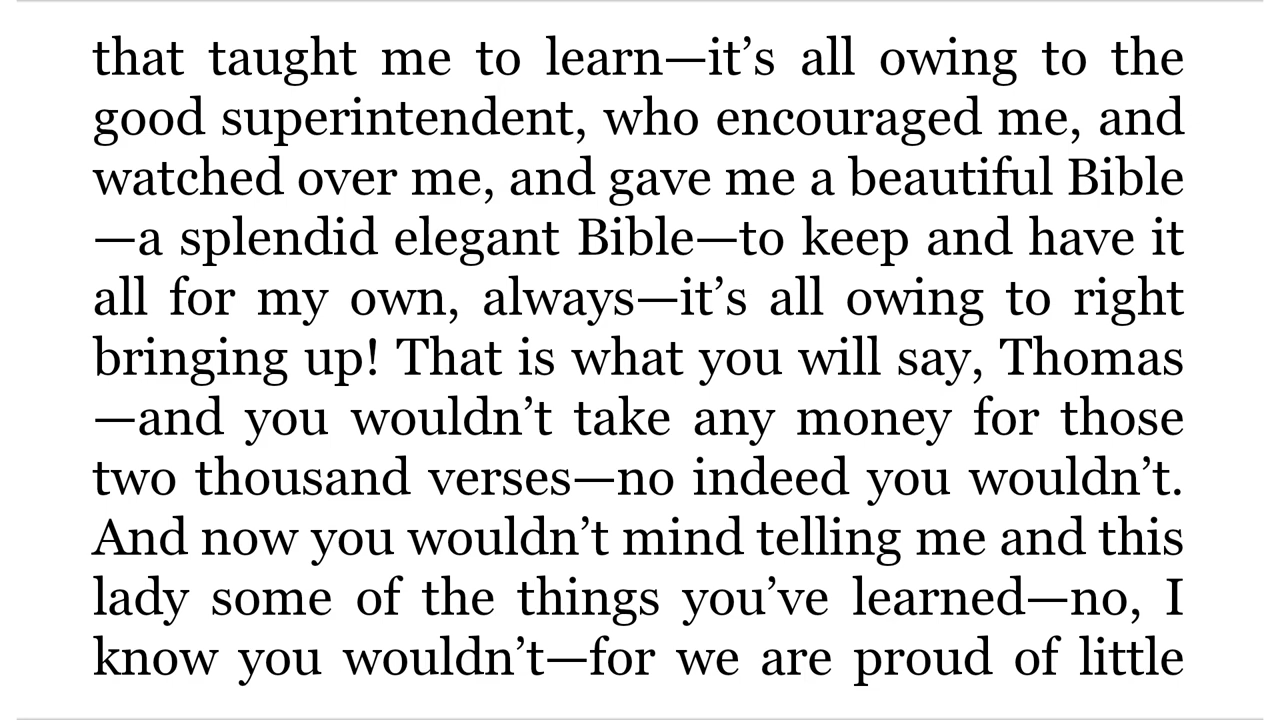 that taught me to learn—it’s all owing to the
good superintendent, who encouraged me, and
watched over me, and gave me a beautiful Bible
—a splendid elegant Bible—to keep and have it
all for my own, always—it’s all owing to right
bringing up! That is what you will say, Thomas
—and you wouldn’t take any money for those
two thousand verses—no indeed you wouldn’t.
And now you wouldn’t mind telling me and this
lady some of the things you’ve learned—no, I
know you wouldn’t—for we are proud of little